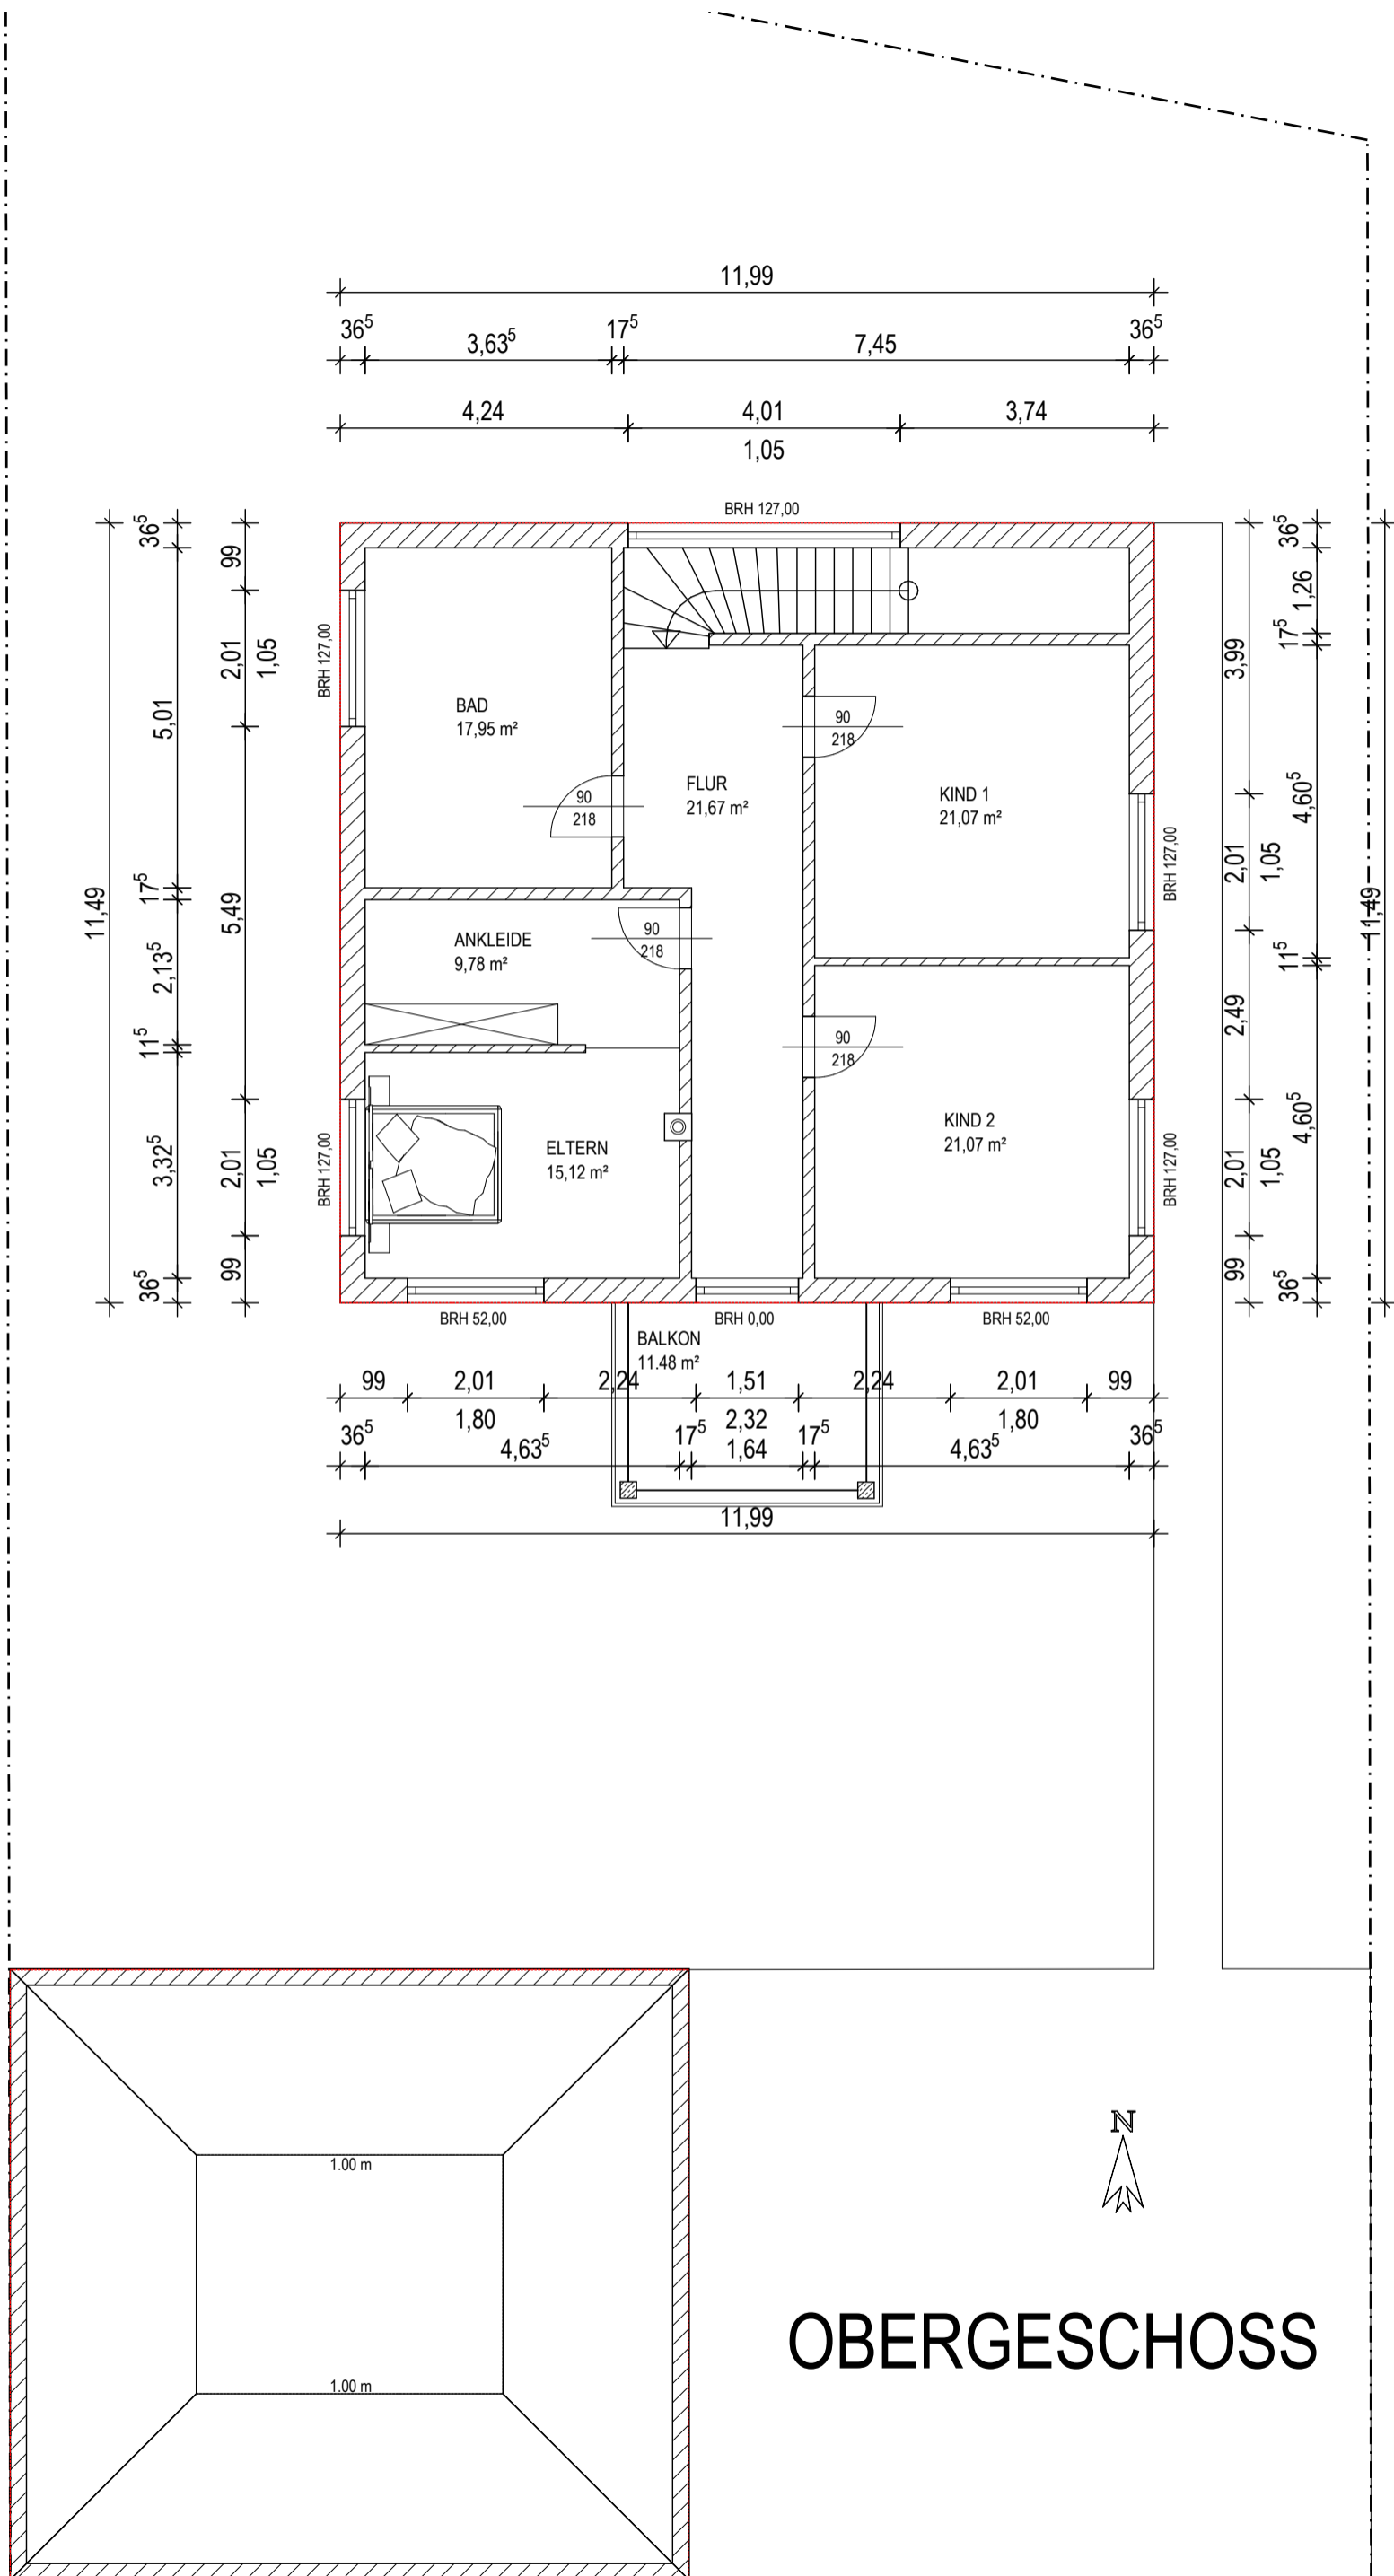 11,99
36⁵ 3,63⁵ 17⁵ 7,45 36⁵
4,24 4,01 3,74
1,05
BRH 127,00
36⁵
99
36⁵
1,26
17⁵
3,99
2,01
1,05
BRH 127,00
5,01
BAD
17,95 m²
90
218
FLUR
21,67 m²
90
218
KIND 1
21,07 m²
4,60⁵
2,01
1,05
BRH 127,00
11,49
17⁵
5,49
11,49
ANKLEIDE
9,78 m²
90
218
2,13⁵
11⁵
11⁵
2,49
90
218
KIND 2
21,07 m²
ELTERN
15,12 m²
3,32⁵
2,01
1,05
BRH 127,00
4,60⁵
2,01
1,05
BRH 127,00
36⁵
99
99
36⁵
BRH 52,00
BRH 0,00
BRH 52,00
BALKON
11.48 m²
99 2,01 2,24 1,51 2,24 2,01 99
1,80 2,32 1,80
36⁵ 4,63⁵ 17⁵ 1,64 17⁵ 4,63⁵ 36⁵
11,99
N
1.00 m
OBERGESCHOSS
1.00 m